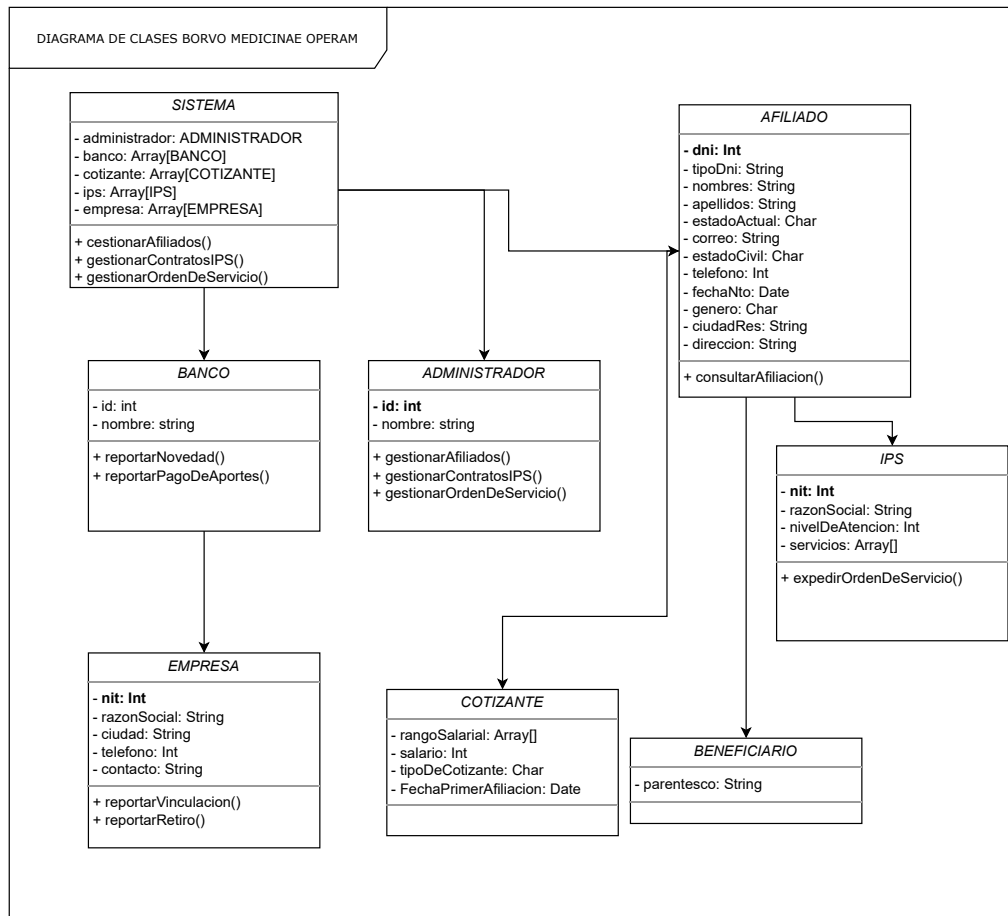 DIAGRAMA DE CLASES BORVO MEDICINAE OPERAM
SISTEMA
- administrador: ADMINISTRADOR
- banco: Array[BANCO]
- cotizante: Array[COTIZANTE]
- ips: Array[IPS]
- empresa: Array[EMPRESA]
+ cestionarAfiliados()
+ gestionarContratosIPS()
+ gestionarOrdenDeServicio()
AFILIADO
- dni: Int
- tipoDni: String
- nombres: String
- apellidos: String
- estadoActual: Char
- correo: String
- estadoCivil: Char
- telefono: Int
- fechaNto: Date
- genero: Char
- ciudadRes: String
- direccion: String
+ consultarAfiliacion()
BANCO
- id: int
- nombre: string
+ reportarNovedad()
+ reportarPagoDeAportes()
ADMINISTRADOR
- id: int
- nombre: string
+ gestionarAfiliados()
+ gestionarContratosIPS()
+ gestionarOrdenDeServicio()
IPS
- nit: Int
- razonSocial: String
- nivelDeAtencion: Int
- servicios: Array[]
+ expedirOrdenDeServicio()
EMPRESA
- nit: Int
- razonSocial: String
- ciudad: String
- telefono: Int
- contacto: String
+ reportarVinculacion()
+ reportarRetiro()
COTIZANTE
- rangoSalarial: Array[]
- salario: Int
- tipoDeCotizante: Char
- FechaPrimerAfiliacion: Date
BENEFICIARIO
- parentesco: String